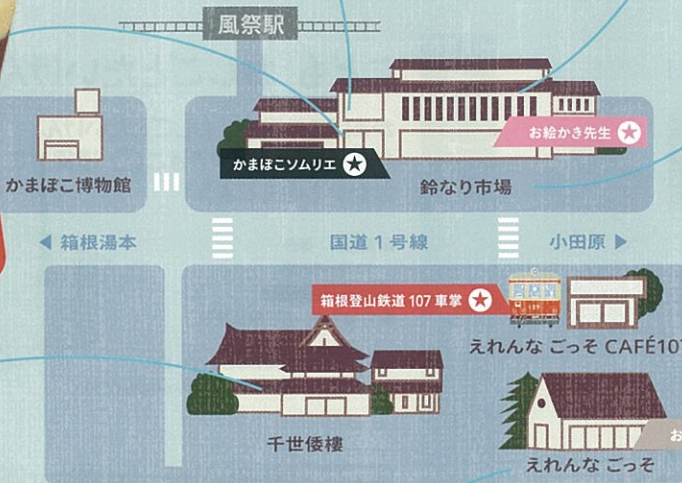 風祭駅
お絵かき先生
かまぼこソムリエ
かまぼこ博物館
鈴なり市場
箱根湯本
国道1号線
小田原
箱根登山鉄道 107 車掌
えれんな ごっそ CAFÉ107
千世倭樓
お
えれんな ごっそ